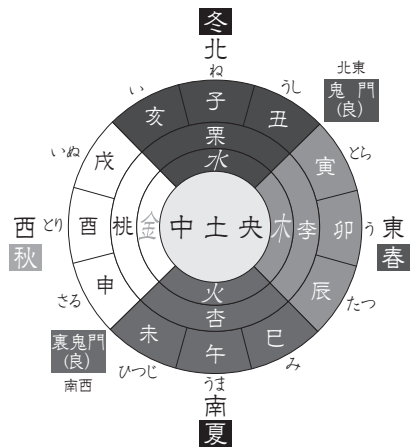 冬
北
ね
い
うし
北東
鬼門
(良)
亥
子
丑
栗
水
いぬ
とら
戌
寅
西
秋
とり
酉
桃
金
中土央
木
李
卯
う
東
春
さる
申
辰
たつ
火
杏
裏鬼門
(良)
南西
未
午
巳
ひつじ
み
うま
南
夏